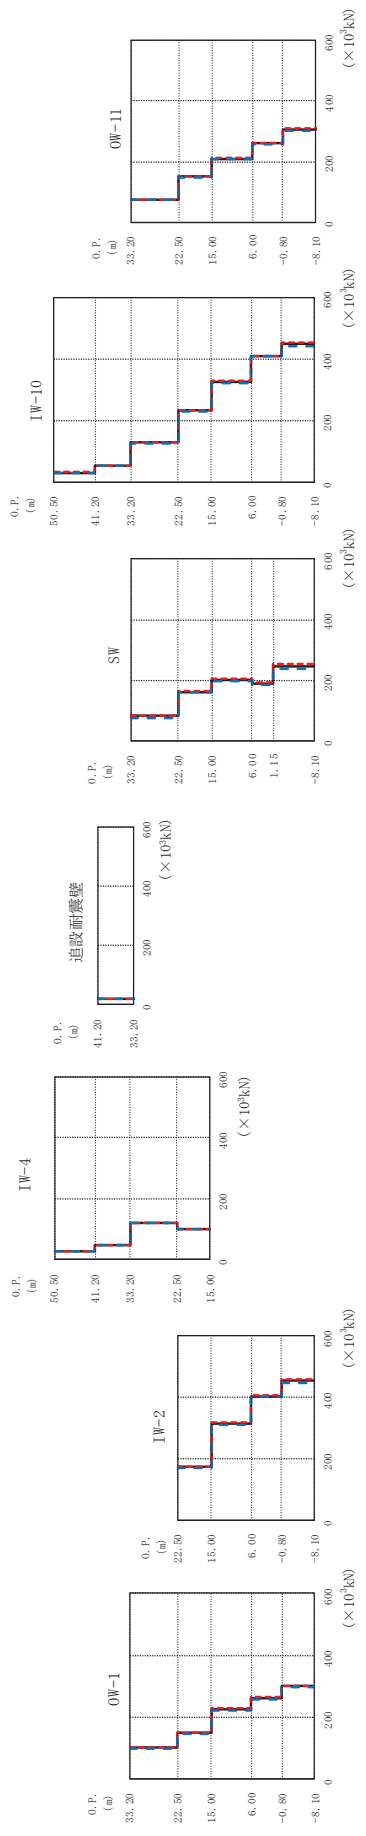 OW-1
O.P.
(m)
33.20
22.50
15.00
6.00
-0.80
-8.10
0
200
400
600
(×10³kN)
IW-2
O.P.
(m)
22.50
15.00
6.00
-0.80
-8.10
0
200
400
600
(×10³kN)
IW-4
O.P.
(m)
50.50
41.20
33.20
22.50
15.00
0
200
400
600
(×10³kN)
追設耐震壁
O.P.
(m)
41.20
33.20
0
200
400
600
(×10³kN)
SW
O.P.
(m)
33.20
22.50
15.00
6.00
1.15
-8.10
0
200
400
600
(×10³kN)
IW-10
O.P.
(m)
50.50
41.20
33.20
22.50
15.00
6.00
-0.80
-8.10
0
200
400
600
(×10³kN)
OW-11
O.P.
(m)
33.20
22.50
15.00
6.00
-0.80
-8.10
0
200
400
600
(×10³kN)